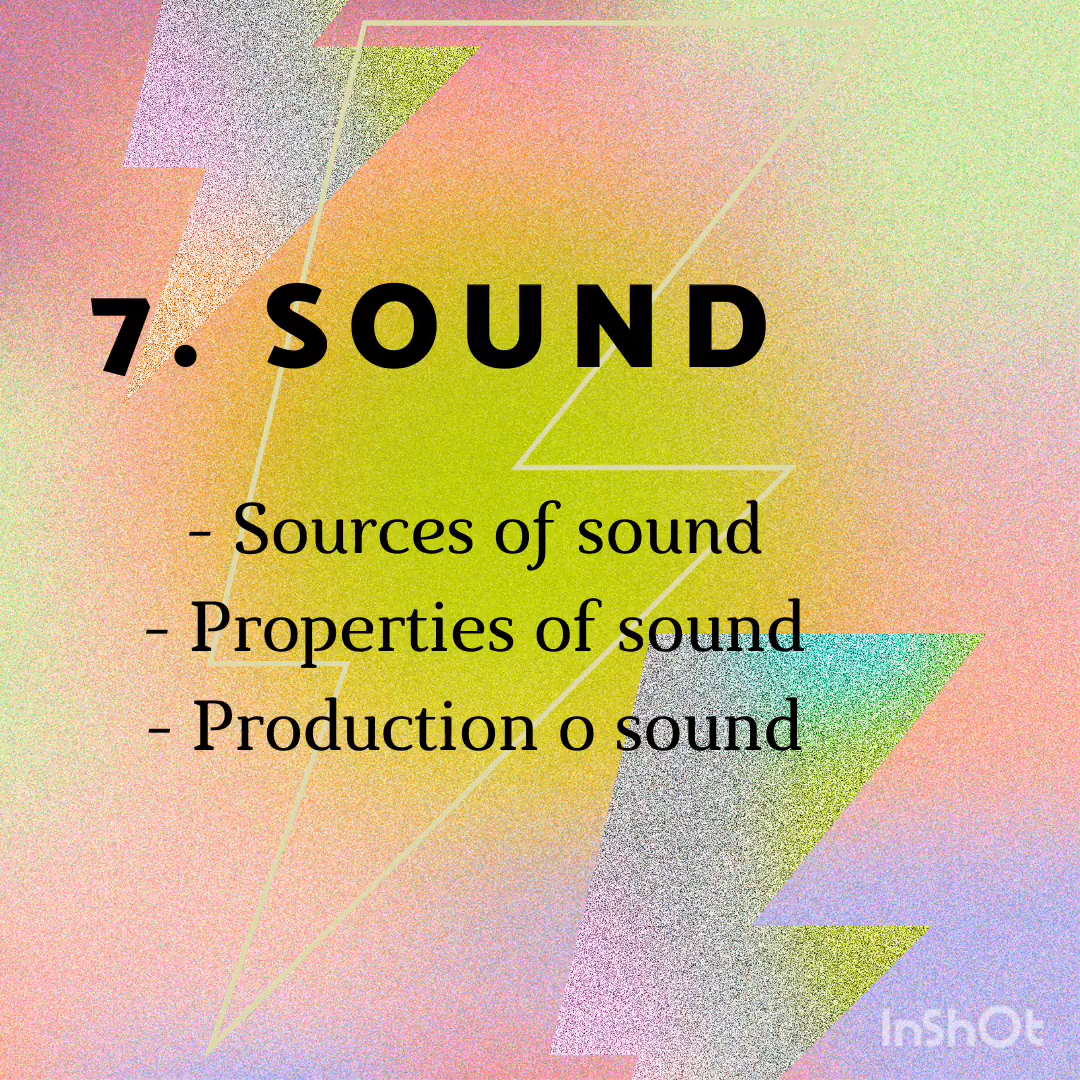 7. SOUND
- Sources of sound
- Properties of sound
- Production o sound
InShOt